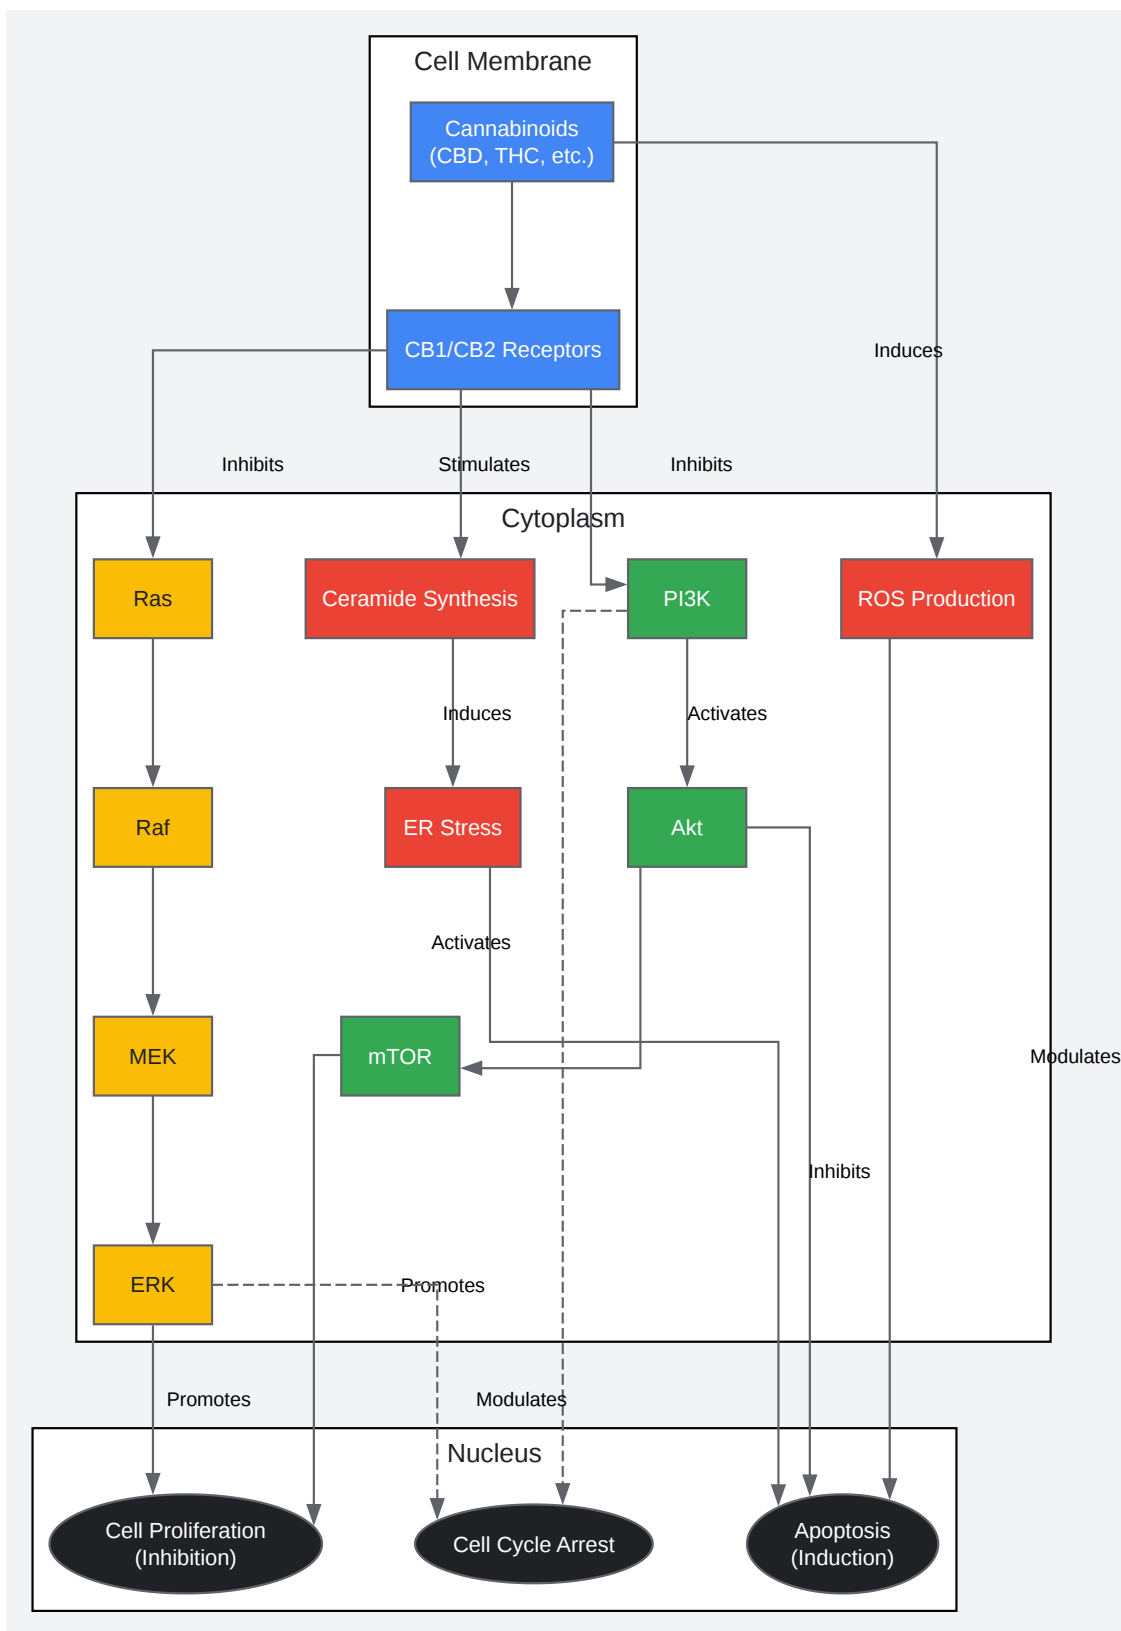 Cell Membrane
Cannabinoids
(CBD, THC, etc.)
CB1/CB2 Receptors
Induces
Inhibits
Stimulates
Inhibits
Cytoplasm
Ras
Ceramide Synthesis
PI3K
ROS Production
Induces
Activates
Raf
ER Stress
Akt
Activates
MEK
mTOR
Modulates
Inhibits
ERK
Promotes
Promotes
Modulates
Nucleus
Cell Proliferation
(Inhibition)
Cell Cycle Arrest
Apoptosis
(Induction)